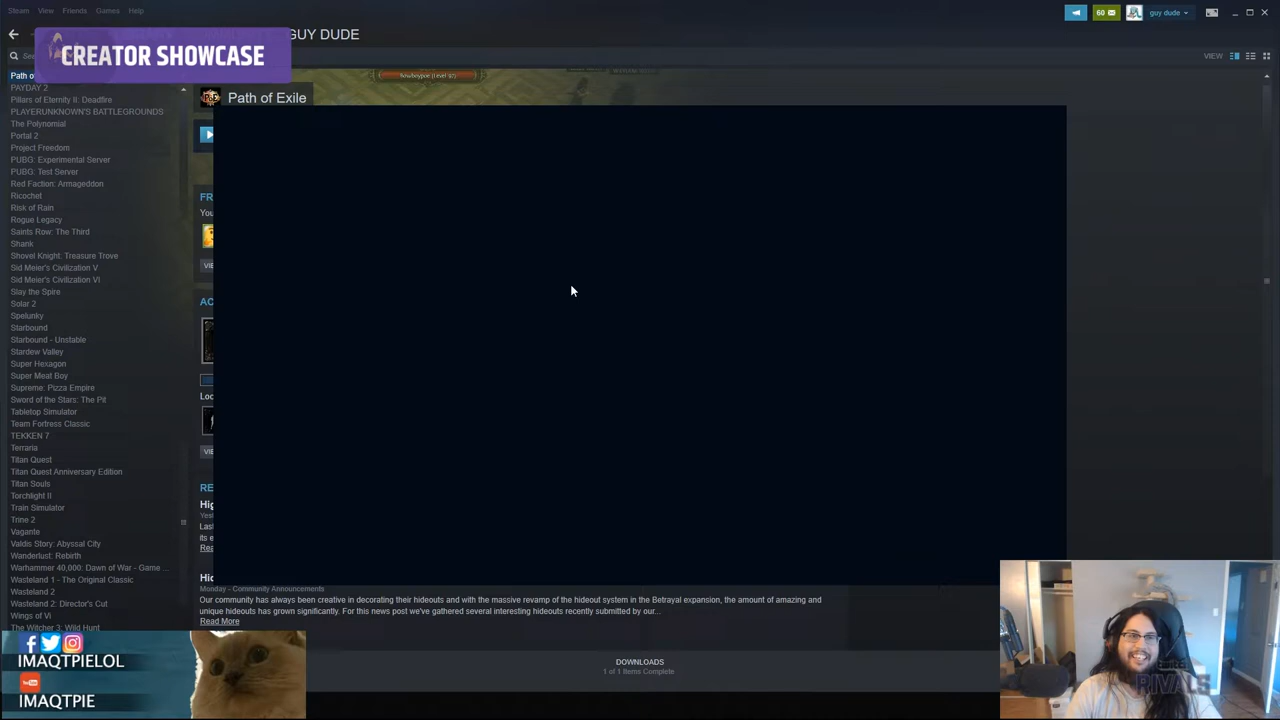 Steam View Friends Games Help
60 guy dude
CREATOR SHOWCASE
GUY DUDE
VIEW
Path of Exile
PAYDAY 2
Pillars of Eternity II: Deadfire
PLAYERUNKNOWN'S BATTLEGROUNDS
The Polynomial
Portal 2
Project Freedom
PUBG: Experimental Server
PUBG: Test Server
Red Faction: Armageddon
Ricochet
Risk of Rain
Rogue Legacy
Saints Row: The Third
Shank
Shovel Knight: Treasure Trove
Sid Meier's Civilization V
Sid Meier's Civilization VI
Slay the Spire
Solar 2
Spelunky
Starbound
Starbound - Unstable
Stardew Valley
Super Hexagon
Super Meat Boy
Supreme: Pizza Empire
Sword of the Stars: The Pit
Tabletop Simulator
Team Fortress Classic
TEKKEN 7
Terraria
Titan Quest
Titan Quest Anniversary Edition
Titan Souls
Torchlight II
Train Simulator
Trine 2
Vagante
Valdis Story: Abyssal City
Wanderlust: Rebirth
Warhammer 40,000: Dawn of War - Game ...
Wasteland 1 - The Original Classic
Wasteland 2
Wasteland 2: Director's Cut
Wings of Vi
The Witcher 3: Wild Hunt
Monday - Community Announcements
Our community has always been creative in decorating their hideouts and with the massive revamp of the hideout system in the Betrayal expansion, the amount of amazing and
unique hideouts has grown significantly. For this news post we've gathered several interesting hideouts recently submitted by our...
Read More
DOWNLOADS
1 of 1 Items Complete
IMAQTPIELOL
You
IMAQTPIE
RIVALS